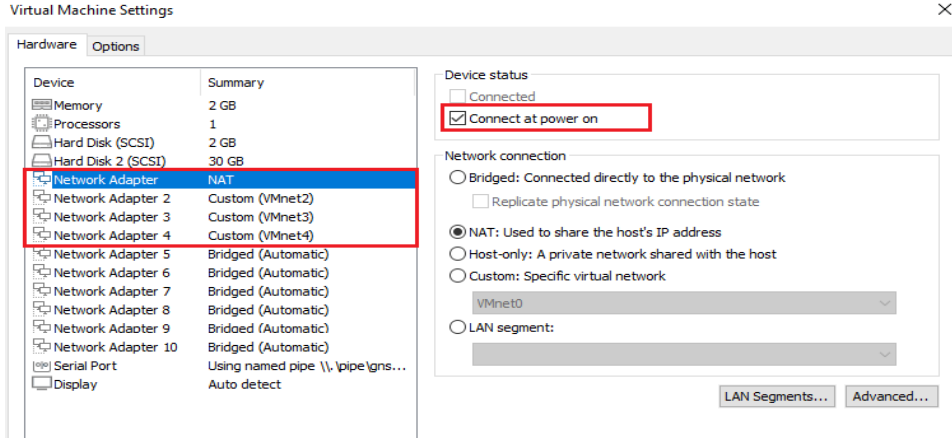 Virtual Machine Settings
Hardware Options
Device Summary
Memory 2 GB
Processors 1
Hard Disk (SCSI) 2 GB
Hard Disk 2 (SCSI) 30 GB
Network Adapter NAT
Network Adapter 2 Custom (VMnet2)
Network Adapter 3 Custom (VMnet3)
Network Adapter 4 Custom (VMnet4)
Network Adapter 5 Bridged (Automatic)
Network Adapter 6 Bridged (Automatic)
Network Adapter 7 Bridged (Automatic)
Network Adapter 8 Bridged (Automatic)
Network Adapter 9 Bridged (Automatic)
Network Adapter 10 Bridged (Automatic)
Serial Port Using named pipe \\.\pipe\gns...
Display Auto detect
Device status
Connected
Connect at power on
Network connection
Bridged: Connected directly to the physical network
Replicate physical network connection state
NAT: Used to share the host's IP address
Host-only: A private network shared with the host
Custom: Specific virtual network
VMnet0
LAN segment:
LAN Segments... Advanced...